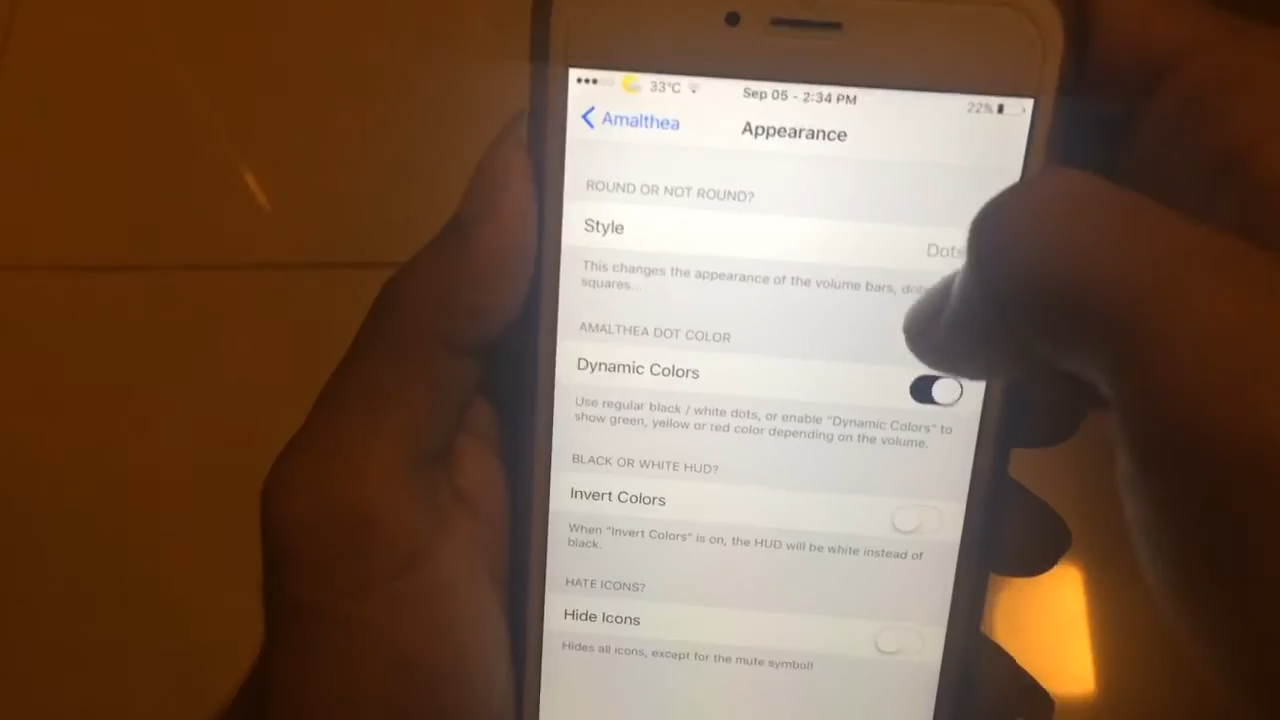 33°C Sep 05 - 2:34 PM 22%
Amalthea Appearance
ROUND OR NOT ROUND?
Style Dots
This changes the appearance of the volume bars,
squares...
AMALTHEA DOT COLOR
Dynamic Colors
Use regular black / white dots, or enable "Dynamic Colors" to
show green, yellow or red color depending on the volume.
BLACK OR WHITE HUD?
Invert Colors
When "Invert Colors" is on, the HUD will be white instead of
black.
HATE ICONS?
Hide Icons
Hides all icons, except for the mute symbol!